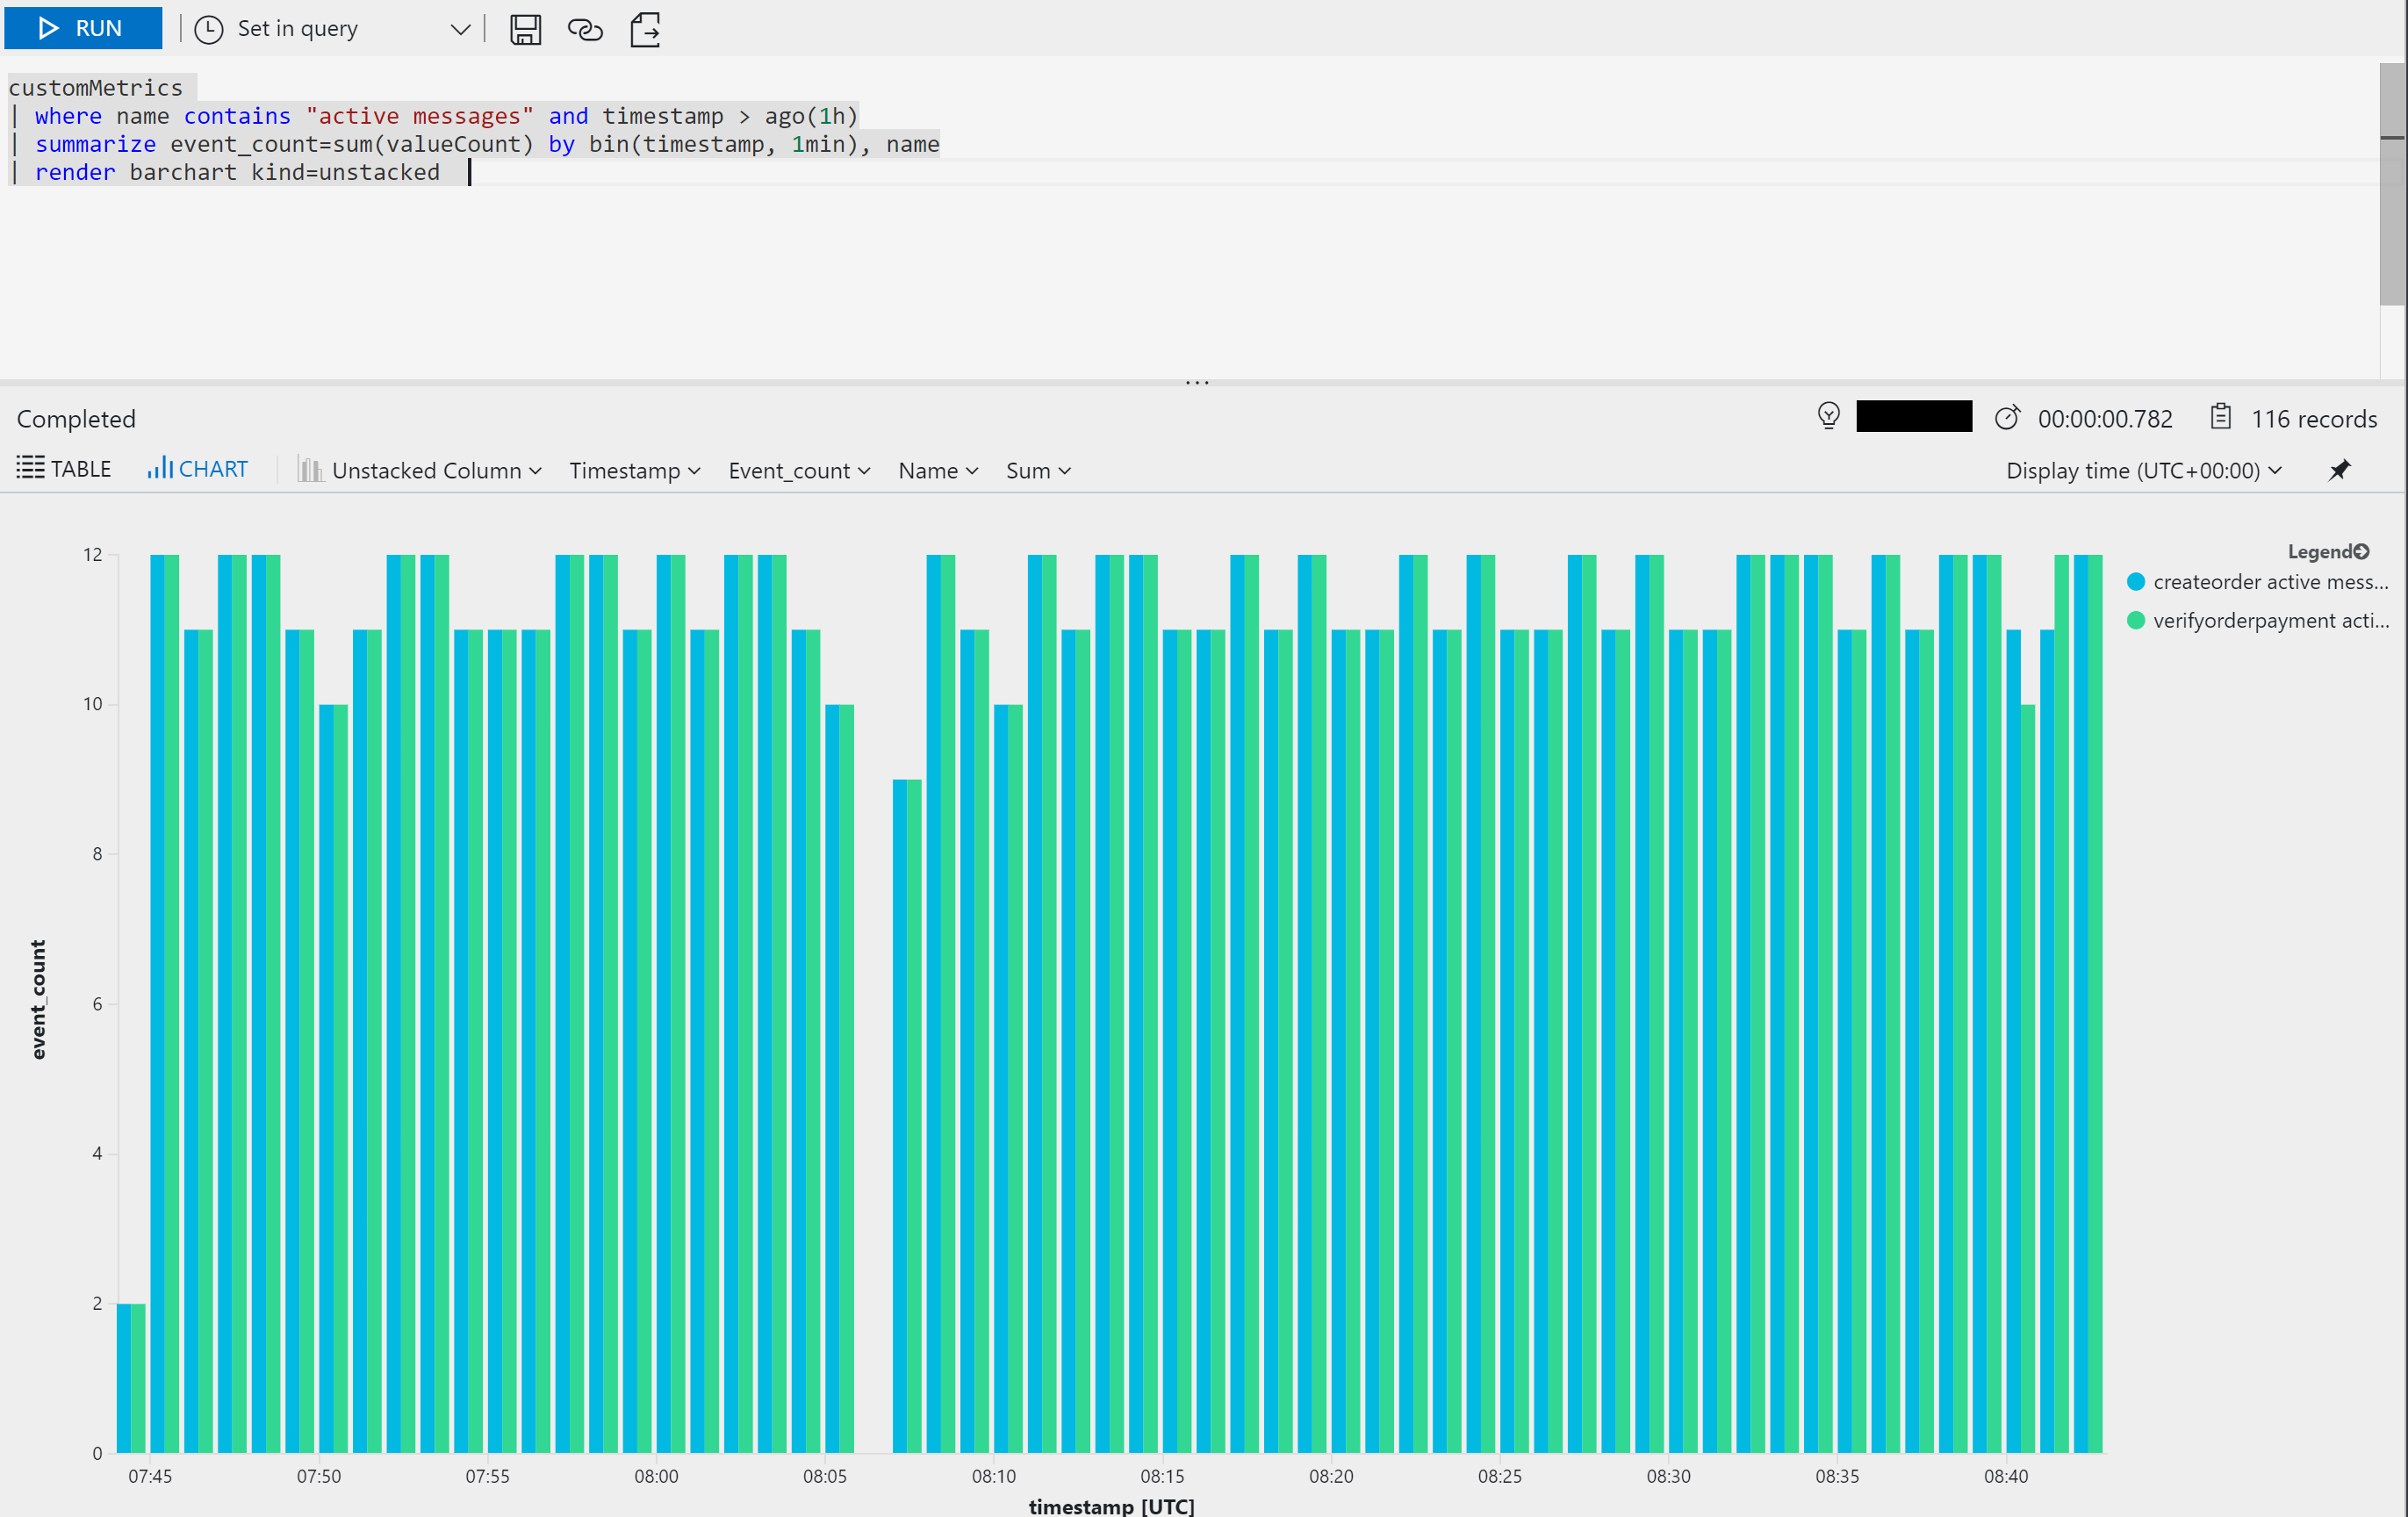 RUN Set in query
customMetrics
| where name contains "active messages" and timestamp > ago(1h)
| summarize event_count=sum(valueCount) by bin(timestamp, 1min), name
| render barchart kind=unstacked
...
Completed 00:00:00.782 116 records
TABLE CHART Unstacked Column Timestamp Event_count Name Sum Display time (UTC+00:00)
Legend
createorder active mess...
verifyorderpayment acti...
12
10
8
6
4
2
0
event_count
07:45 07:50 07:55 08:00 08:05 08:10 08:15 08:20 08:25 08:30 08:35 08:40
timestamp [UTC]